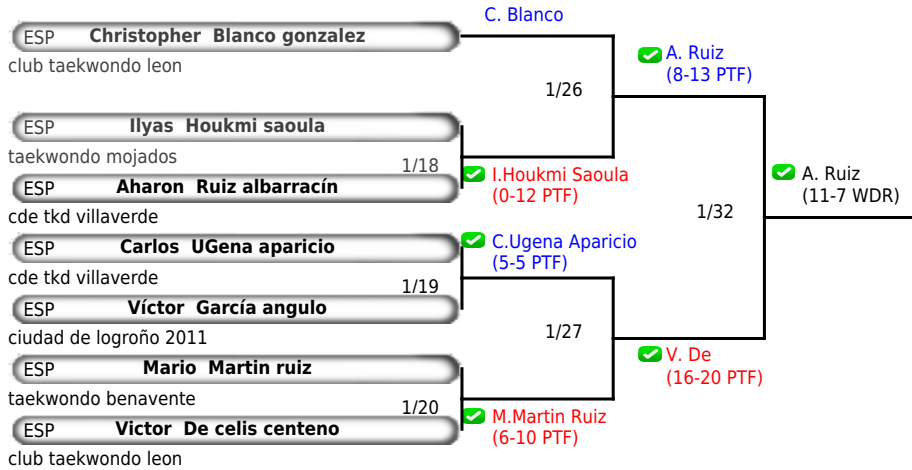 C. Blanco
ESP Christopher Blanco gonzalez
club taekwondo leon
A. Ruiz
(8-13 PTF)
1/26
ESP Ilyas Houkmi saoula
taekwondo mojados
1/18
I.Houkmi Saoula
(0-12 PTF)
ESP Aharon Ruiz albarracín
cde tkd villaverde
A. Ruiz
(11-7 WDR)
1/32
ESP Carlos UGena aparicio
cde tkd villaverde
C.Ugena Aparicio
(5-5 PTF)
1/19
ESP Víctor García angulo
ciudad de logroño 2011
1/27
ESP Mario Martin ruiz
taekwondo benavente
V. De
(16-20 PTF)
1/20
M.Martin Ruiz
(6-10 PTF)
ESP Victor De celis centeno
club taekwondo leon